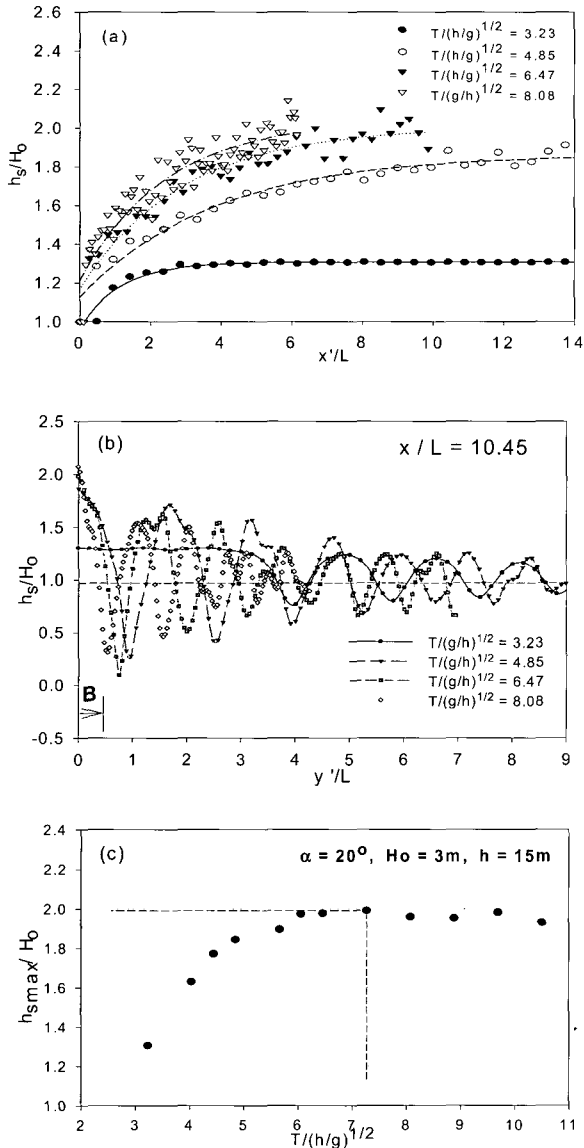 2.6
(a)
T/(h/g)^1/2 = 3.23
2.4
T/(h/g)^1/2 = 4.85
T/(h/g)^1/2 = 6.47
2.2
T/(g/h)^1/2 = 8.08
hs/Ho
2.0
1.8
1.6
1.4
1.2
1.0
0 2 4 6 8 10 12 14
x'/L
2.5
(b)
x / L = 10.45
2.0
1.5
hs/Ho
1.0
0.5
T/(g/h)^1/2 = 3.23
T/(g/h)^1/2 = 4.85
0.0
B
T/(g/h)^1/2 = 6.47
T/(g/h)^1/2 = 8.08
-0.5
0 1 2 3 4 5 6 7 8 9
y '/L
2.4
(c)
α = 20°, Ho = 3m, h = 15m
2.2
2.0
hsmax/ Ho
1.8
1.6
1.4
1.2
1.0
2 3 4 5 6 7 8 9 10 11
T/(h/g)^1/2